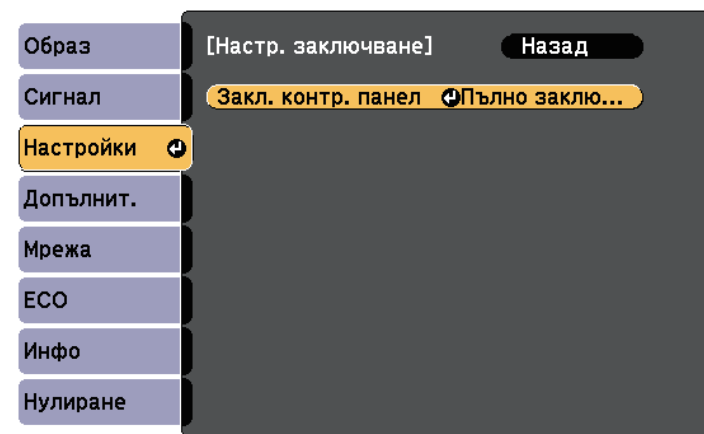 Образ
Сигнал
Настройки
Допълнит.
Мрежа
ECO
Инфо
Нулиране
[Настр. заключване] Назад
Закл. контр. панел Пълно заклю...